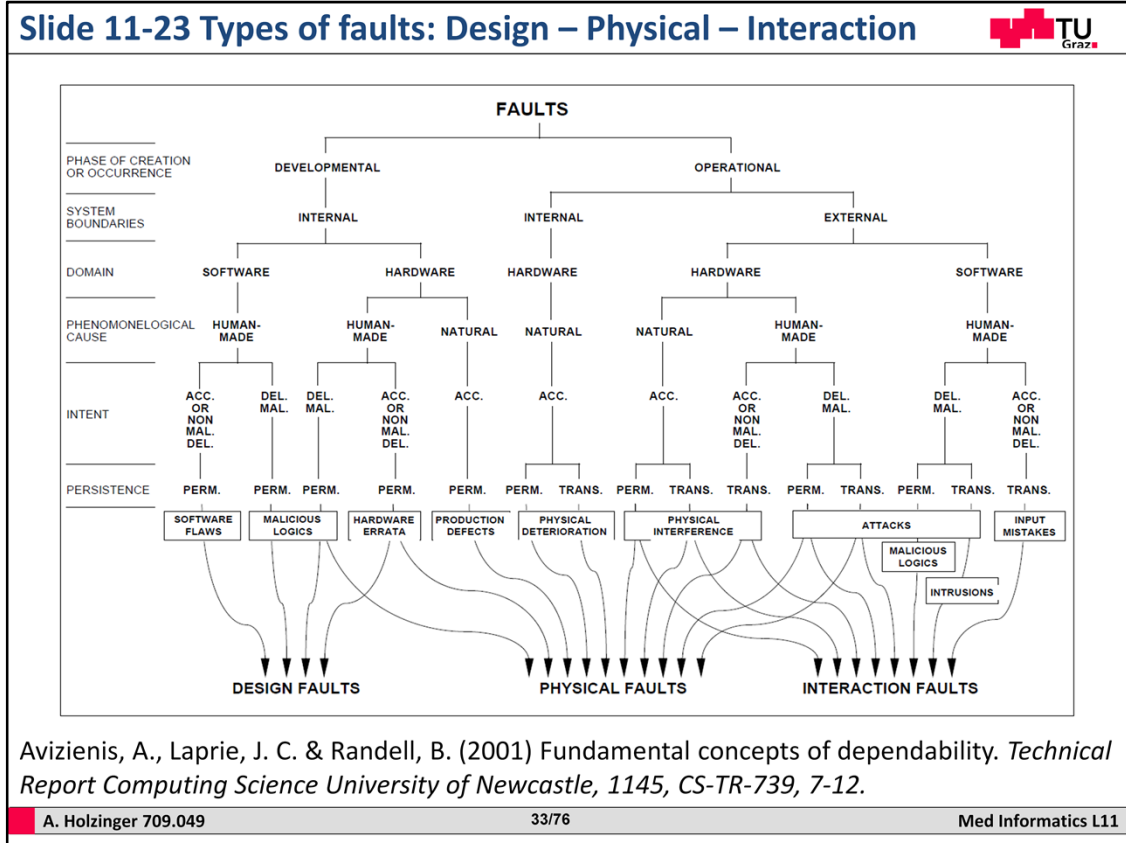 Slide 11-23 Types of faults: Design – Physical – Interaction
TU
Graz
FAULTS
PHASE OF CREATION
OR OCCURRENCE
DEVELOPMENTAL
OPERATIONAL
SYSTEM
BOUNDARIES
INTERNAL
INTERNAL
EXTERNAL
DOMAIN
SOFTWARE
HARDWARE
HARDWARE
HARDWARE
SOFTWARE
PHENOMONELOGICAL
CAUSE
HUMAN-
MADE
HUMAN-
MADE
NATURAL
NATURAL
NATURAL
HUMAN-
MADE
HUMAN-
MADE
INTENT
ACC.
OR
NON
MAL.
DEL.
DEL.
MAL.
DEL.
MAL.
ACC.
OR
NON
MAL.
DEL.
ACC.
ACC.
ACC.
ACC.
OR
NON
MAL.
DEL.
DEL.
MAL.
DEL.
MAL.
ACC.
OR
NON
MAL.
DEL.
PERSISTENCE
PERM.
PERM.
PERM.
PERM.
PERM.
PERM.
TRANS.
PERM.
TRANS.
TRANS.
PERM.
TRANS.
PERM.
TRANS.
TRANS.
SOFTWARE
FLAWS
MALICIOUS
LOGICS
HARDWARE
ERRATA
PRODUCTION
DEFECTS
PHYSICAL
DETERIORATION
PHYSICAL
INTERFERENCE
ATTACKS
INPUT
MISTAKES
MALICIOUS
LOGICS
INTRUSIONS
DESIGN FAULTS
PHYSICAL FAULTS
INTERACTION FAULTS
Avizienis, A., Laprie, J. C. & Randell, B. (2001) Fundamental concepts of dependability. Technical
Report Computing Science University of Newcastle, 1145, CS-TR-739, 7-12.
A. Holzinger 709.049
33/76
Med Informatics L11